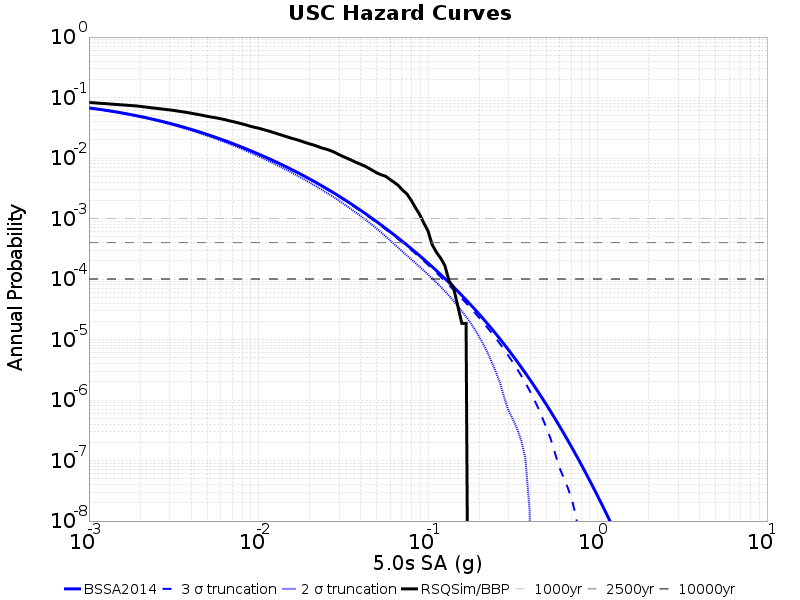 USC Hazard Curves
10^0
10^-1
10^-2
10^-3
10^-4
10^-5
10^-6
10^-7
10^-8
Annual Probability
10^-3 10^-2 10^-1 10^0 10^1
5.0s SA (g)
BSSA2014 3 σ truncation 2 σ truncation RSQSim/BBP 1000yr 2500yr 10000yr